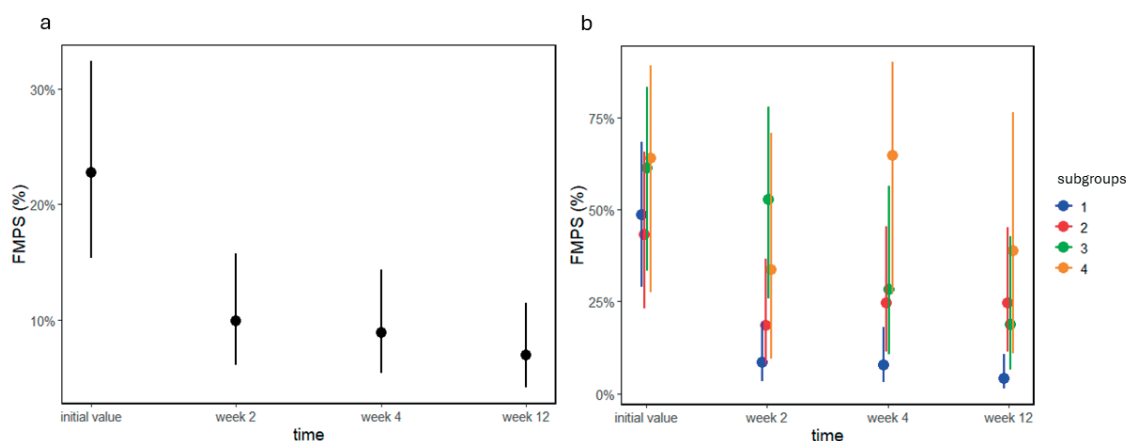 a
FMPS (%)
30%
20%
10%
initial value
week 2
week 4
week 12
time
b
FMPS (%)
75%
50%
25%
0%
initial value
week 2
week 4
week 12
time
subgroups
1
2
3
4